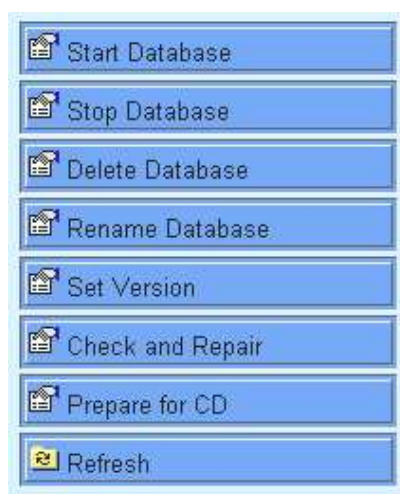 Start Database
Stop Database
Delete Database
Rename Database
Set Version
Check and Repair
Prepare for CD
Refresh